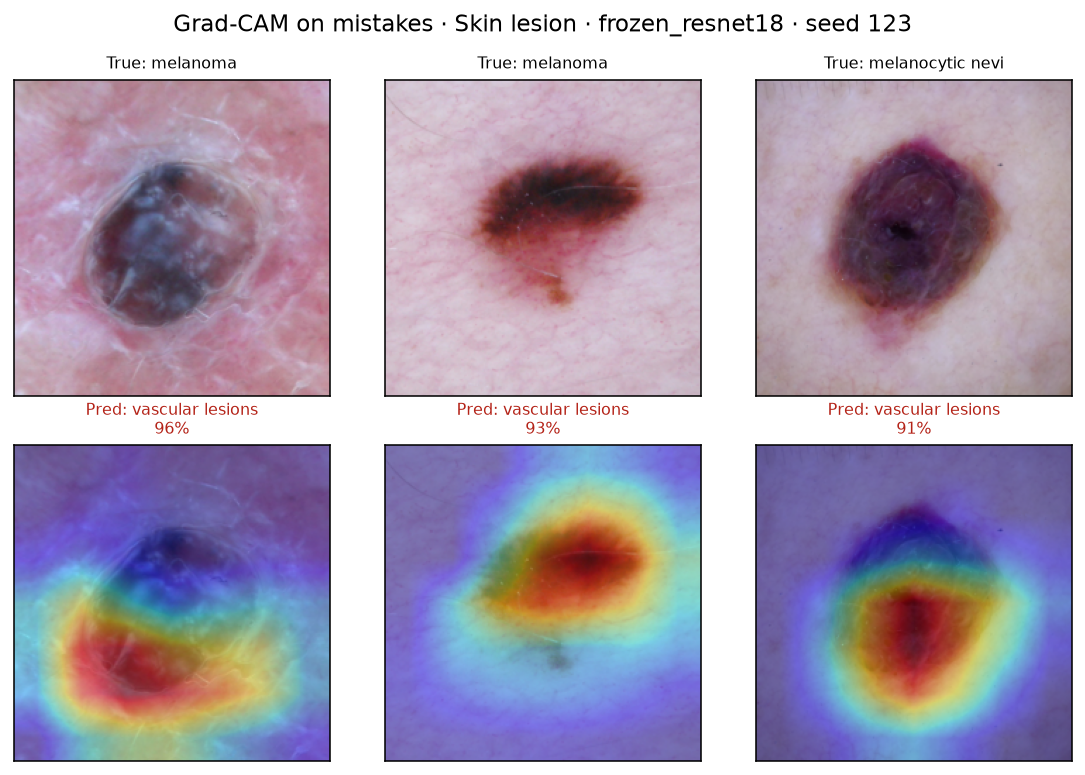 Grad-CAM on mistakes · Skin lesion · frozen_resnet18 · seed 123
True: melanoma
True: melanoma
True: melanocytic nevi
Pred: vascular lesions
96%
Pred: vascular lesions
93%
Pred: vascular lesions
91%